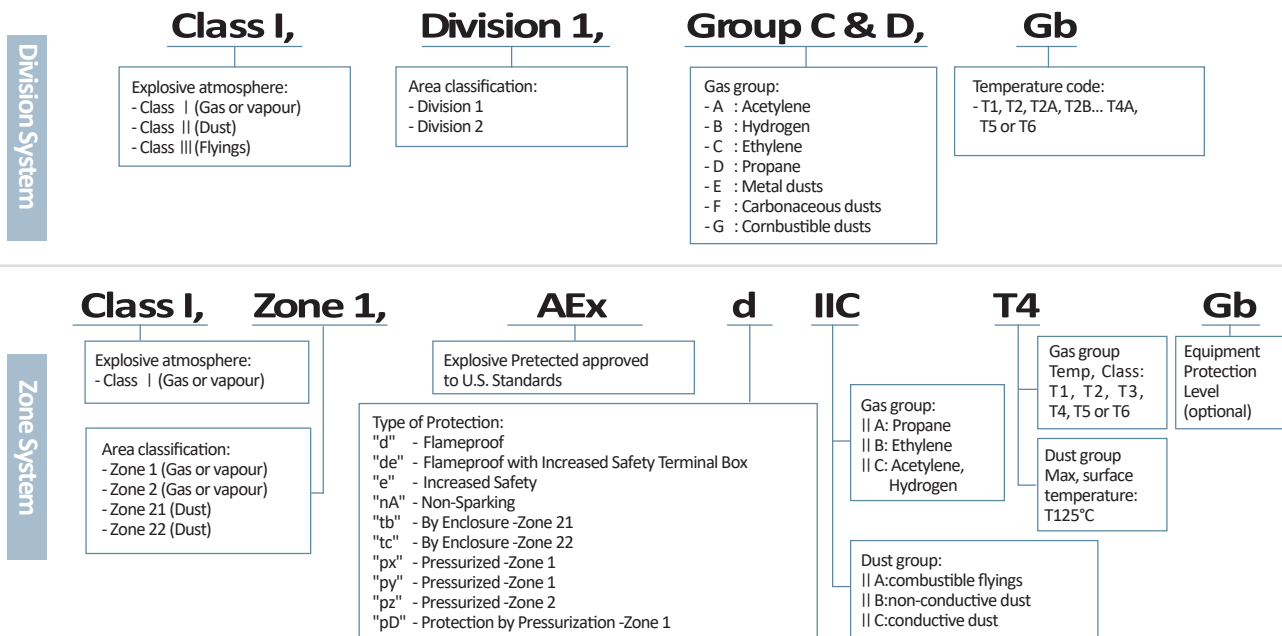 Division System
Class I,
Division 1,
Group C & D,
Gb
Explosive atmosphere:
- Class | (Gas or vapour)
- Class || (Dust)
- Class |||(Flyings)
Area classification:
- Division 1
- Division 2
Gas group:
- A : Acetylene
- B : Hydrogen
- C : Ethylene
- D : Propane
- E : Metal dusts
- F : Carbonaceous dusts
- G : Cornbustible dusts
Temperature code:
- T1, T2, T2A, T2B... T4A,
T5 or T6
Zone System
Class I,
Zone 1,
AEx
d
IIC
T4
Gb
Explosive atmosphere:
- Class | (Gas or vapour)
Area classification:
- Zone 1 (Gas or vapour)
- Zone 2 (Gas or vapour)
- Zone 21 (Dust)
- Zone 22 (Dust)
Explosive Pretected approved
to U.S. Standards
Type of Protection:
"d" - Flameproof
"de" - Flameproof with Increased Safety Terminal Box
"e" - Increased Safety
"nA" - Non-Sparking
"tb" - By Enclosure -Zone 21
"tc" - By Enclosure -Zone 22
"px" - Pressurized -Zone 1
"py" - Pressurized -Zone 1
"pz" - Pressurized -Zone 2
"pD" - Protection by Pressurization -Zone 1
Gas group:
|| A: Propane
|| B: Ethylene
|| C: Acetylene,
Hydrogen
Dust group:
|| A:combustible flyings
|| B:non-conductive dust
|| C:conductive dust
Gas group
Temp, Class:
T1, T2, T3,
T4, T5 or T6
Dust group
Max, surface
temperature:
T125°C
Equipment
Protection
Level
(optional)